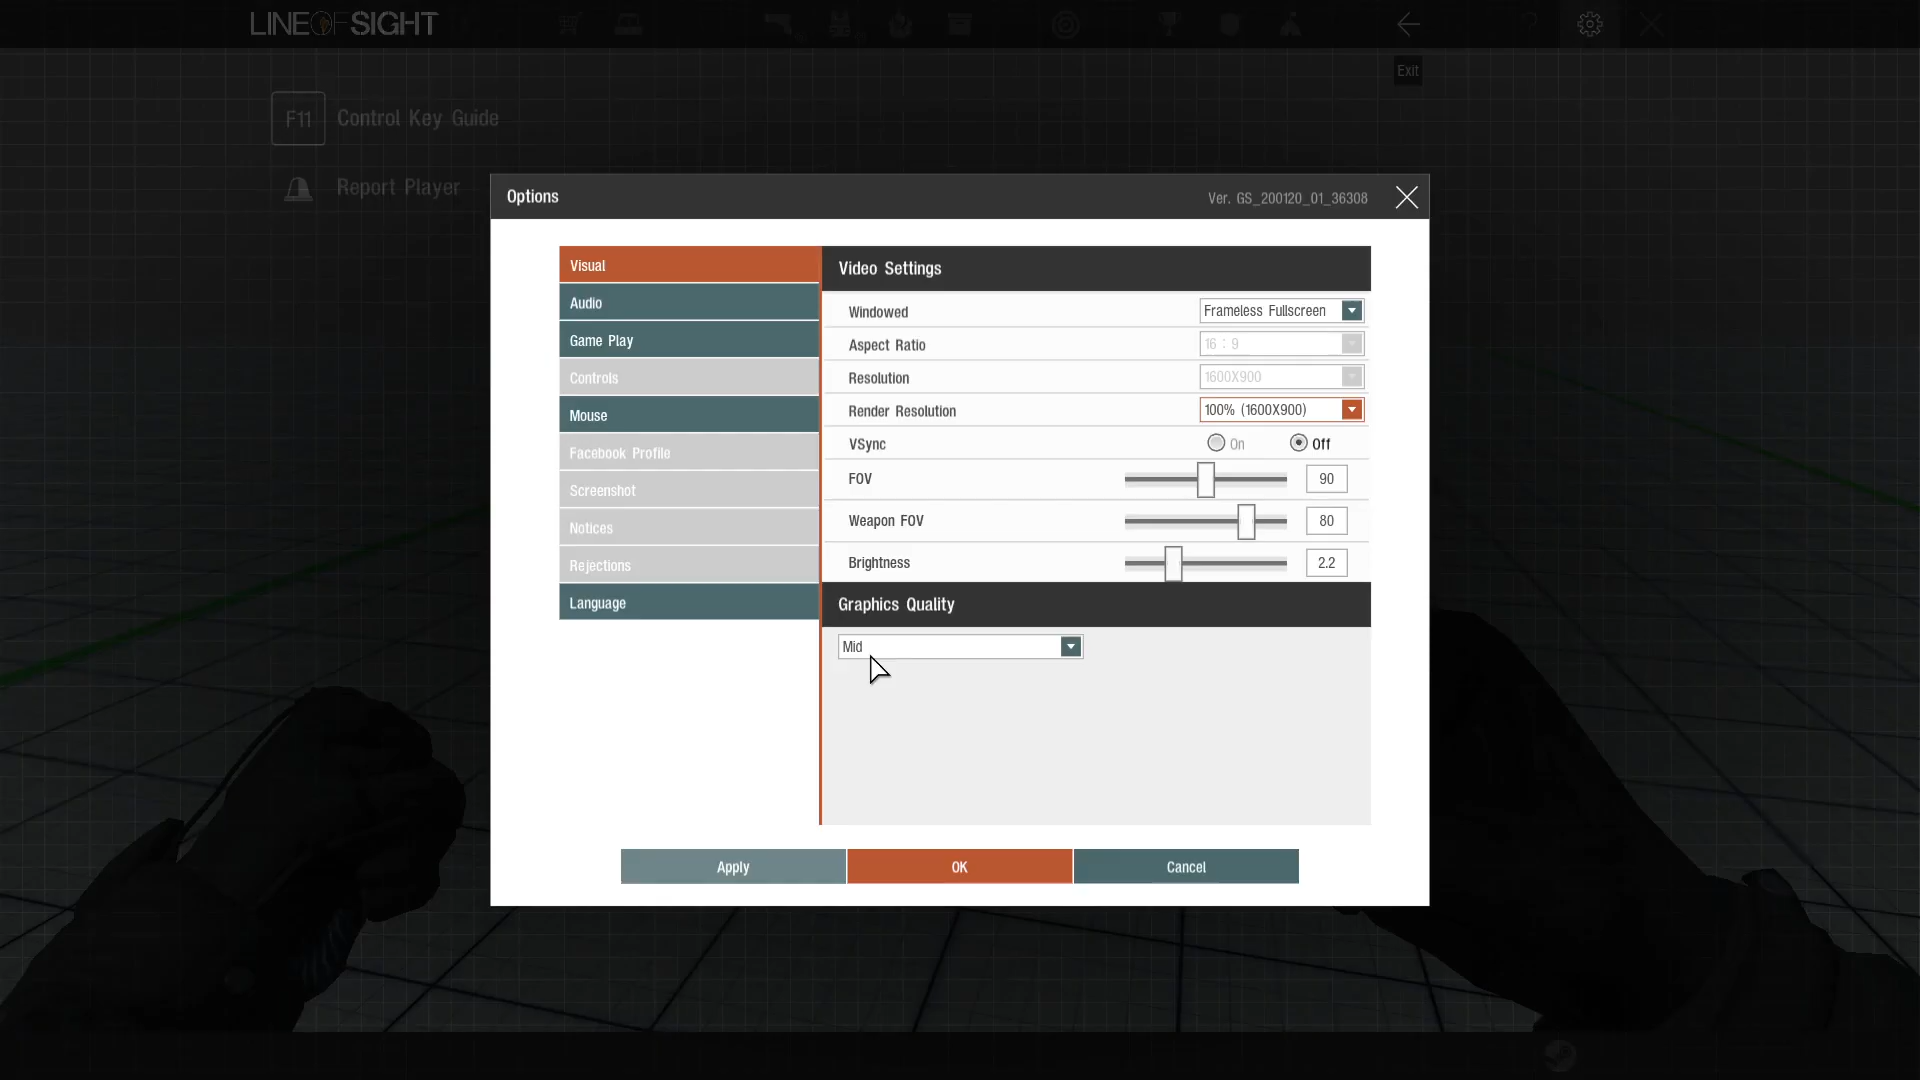 LINE OF SIGHT
Exit
F11 Control Key Guide
Report Player
Options
Ver. GS_200120_01_36308
Visual
Audio
Game Play
Controls
Mouse
Facebook Profile
Screenshot
Notices
Rejections
Language
Video Settings
Windowed Frameless Fullscreen
Aspect Ratio 16 : 9
Resolution 1600X900
Render Resolution 100% (1600X900)
VSync On Off
FOV 90
Weapon FOV 80
Brightness 2.2
Graphics Quality
Mid
Apply OK Cancel